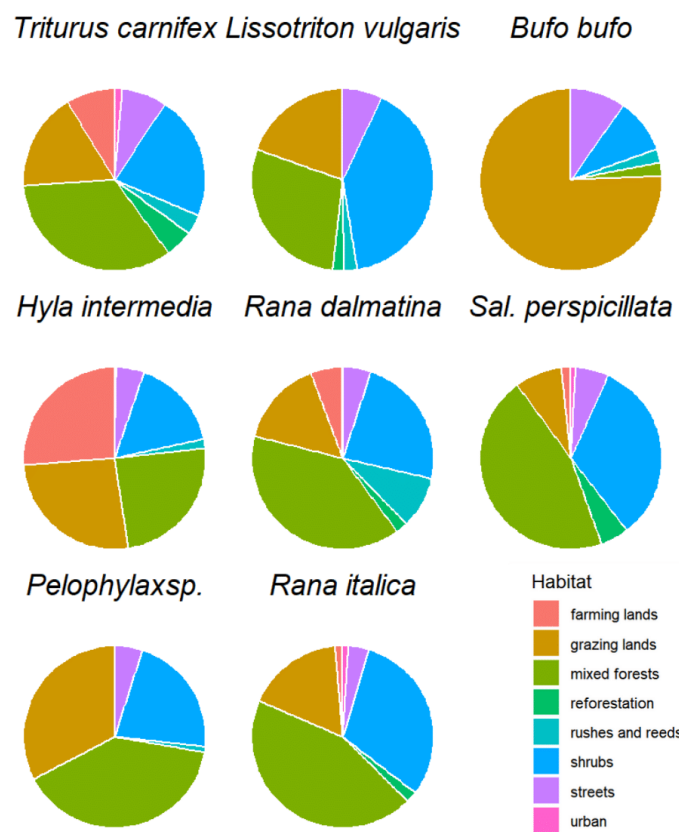 Triturus carnifex Lissotriton vulgaris Bufo bufo
Hyla intermedia Rana dalmatina Sal. perspicillata
Pelophylaxsp. Rana italica
Habitat
farming lands
grazing lands
mixed forests
reforestation
rushes and reeds
shrubs
streets
urban